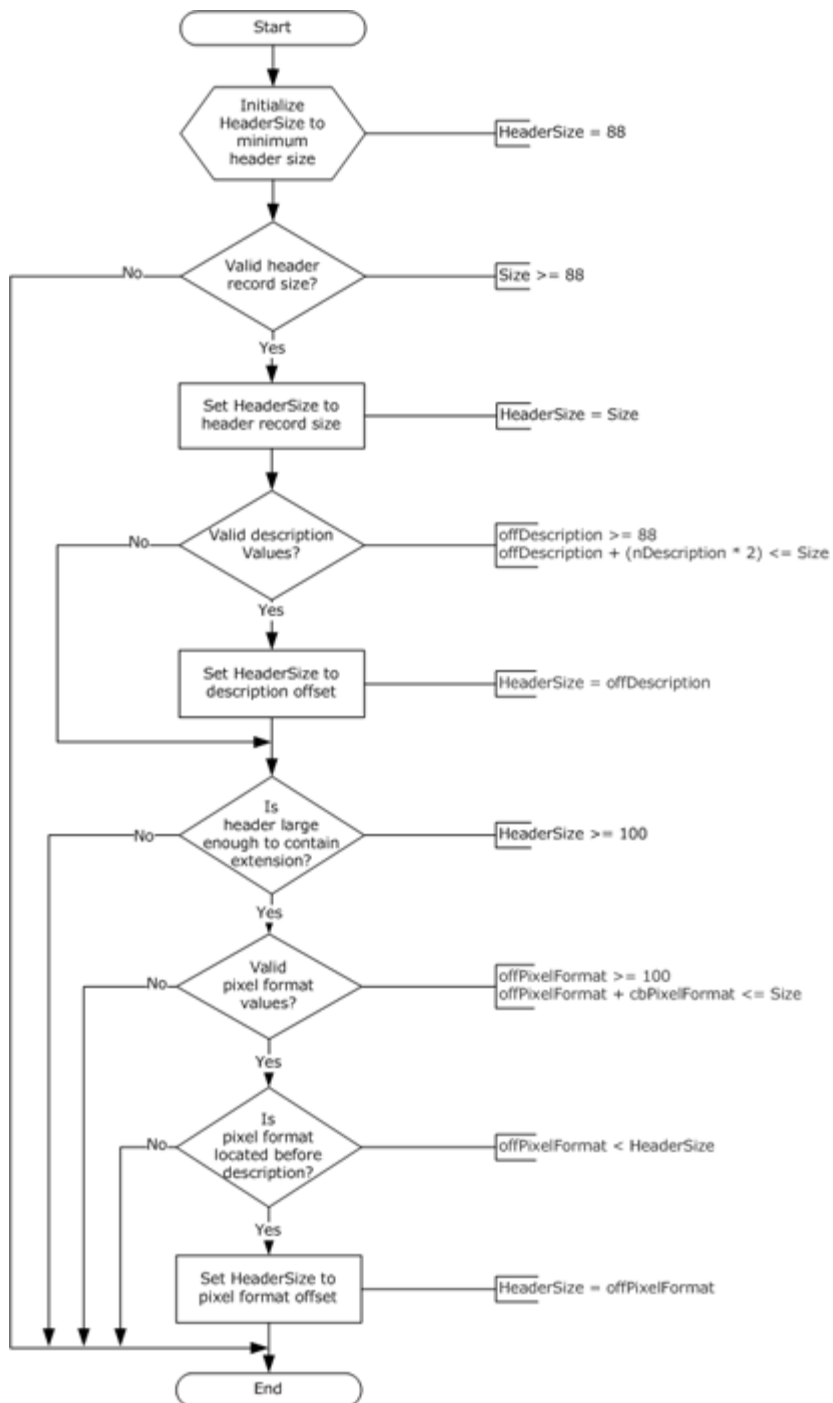 Start
Initialize
HeaderSize to
minimum
header size
HeaderSize = 88
Valid header
record size?
No
Size >= 88
Yes
Set HeaderSize to
header record size
HeaderSize = Size
Valid description
Values?
No
offDescription >= 88
offDescription + (nDescription * 2) <= Size
Yes
Set HeaderSize to
description offset
HeaderSize = offDescription
Is
header large
enough to contain
extension?
No
HeaderSize >= 100
Yes
Valid
pixel format
values?
No
offPixelFormat >= 100
offPixelFormat + cbPixelFormat <= Size
Yes
Is
pixel format
located before
description?
No
offPixelFormat < HeaderSize
Yes
Set HeaderSize to
pixel format offset
HeaderSize = offPixelFormat
End